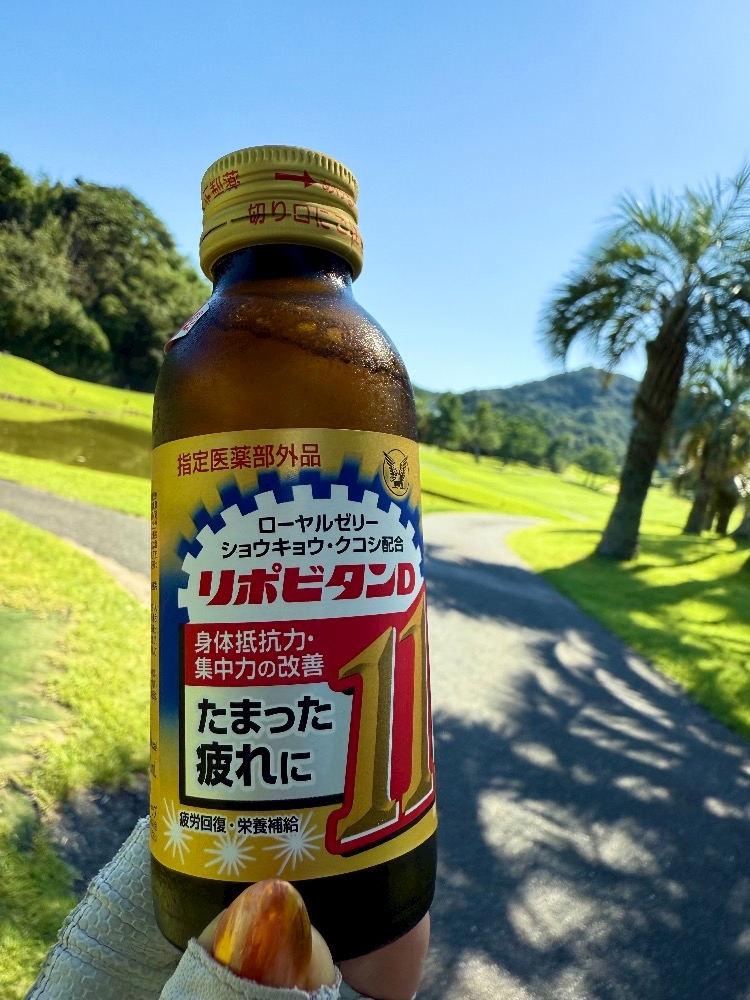 切り口に
指定医薬部外品
ローヤルゼリー
ショウキョウ・クコシ配合
リポビタンD
身体抵抗力・
集中力の改善
11
たまった
疲れに
疲労回復・栄養補給